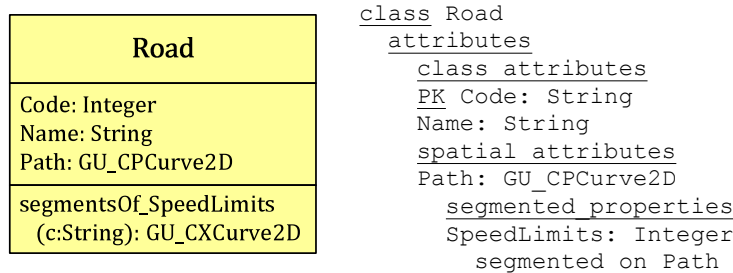 Road
Code: Integer
Name: String
Path: GU_CPCurve2D
segmentsOf_SpeedLimits
(c:String): GU_CXCurve2D
class Road
attributes
class attributes
PK Code: String
Name: String
spatial attributes
Path: GU_CPCurve2D
segmented properties
SpeedLimits: Integer
segmented on Path